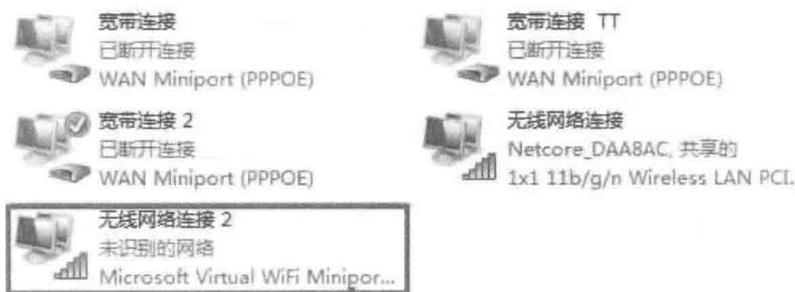 宽带连接
已断开连接
WAN Miniport (PPPOE)
宽带连接 TT
已断开连接
WAN Miniport (PPPOE)
宽带连接 2
已断开连接
WAN Miniport (PPPOE)
无线网络连接
Netcore_DAA8AC, 共享的
1x1 11b/g/n Wireless LAN PCI.
无线网络连接 2
未识别的网络
Microsoft Virtual WiFi Minipor...